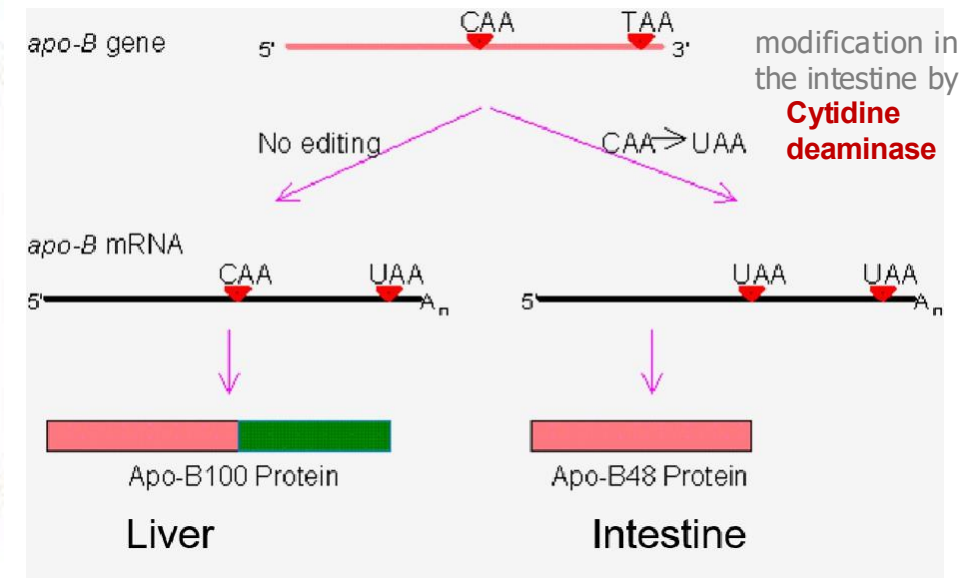 CAA TAA
apo-B gene 5' 3'
modification in
the intestine by
Cytidine
deaminase
No editing CAA→UAA
apo-B mRNA
CAA UAA UAA UAA
5' An 5' An
Apo-B100 Protein Apo-B48 Protein
Liver Intestine